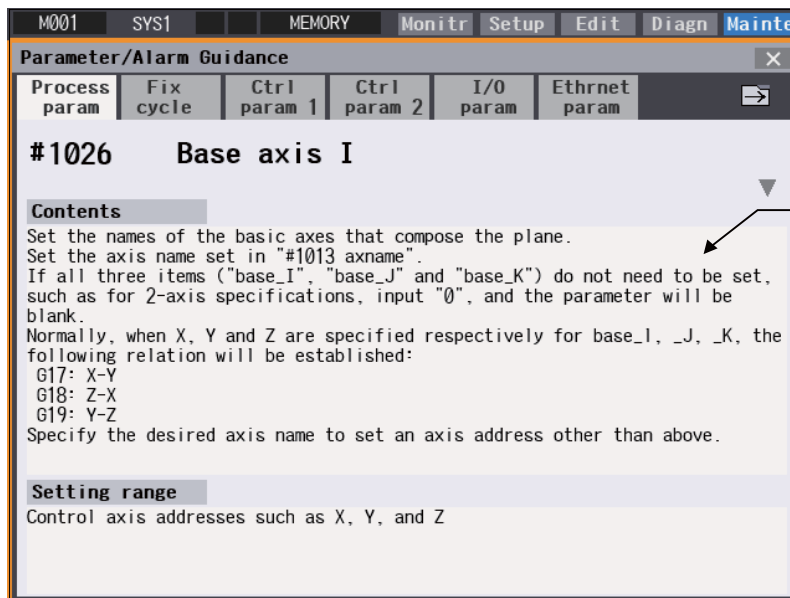 M001 SYS1 MEMORY Monitr Setup Edit Diagn Mainte
Parameter/Alarm Guidance
Process param Fix cycle Ctrl param 1 Ctrl param 2 I/O param Ethrnet param
#1026 Base axis I
Contents
Set the names of the basic axes that compose the plane.
Set the axis name set in "#1013 axname".
If all three items ("base_I", "base_J" and "base_K") do not need to be set,
such as for 2-axis specifications, input "0", and the parameter will be
blank.
Normally, when X, Y and Z are specified respectively for base_I, _J, _K, the
following relation will be established:
G17: X-Y
G18: Z-X
G19: Y-Z
Specify the desired axis name to set an axis address other than above.
Setting range
Control axis addresses such as X, Y, and Z